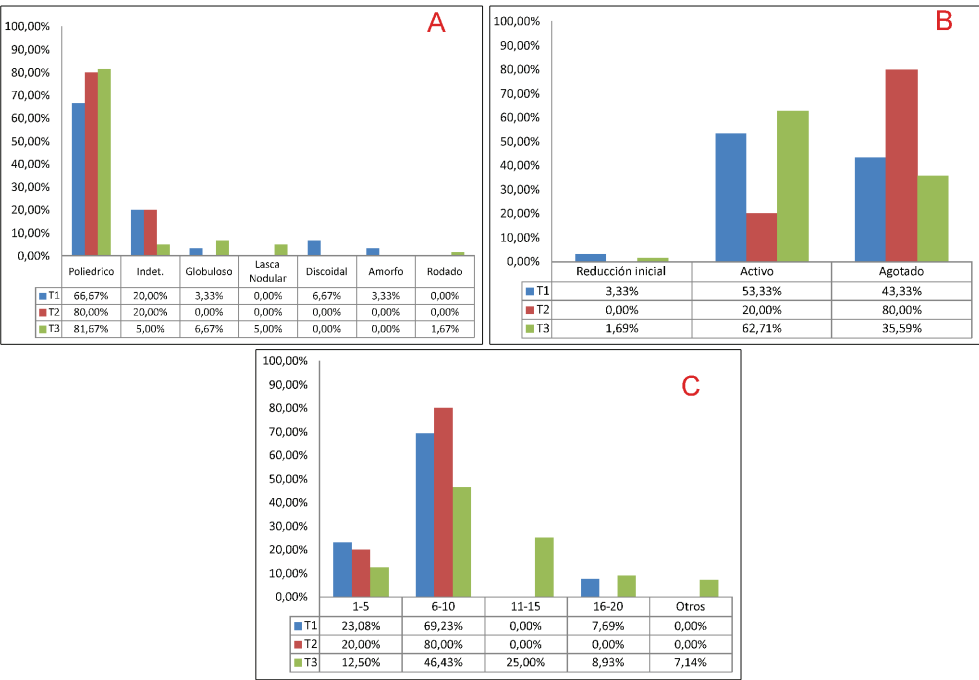 A
100,00%
90,00%
80,00%
70,00%
60,00%
50,00%
40,00%
30,00%
20,00%
10,00%
0,00%
Poliedrico Indet. Globuloso Lasca Nodular Discoidal Amorfo Rodado
T1 66,67% 20,00% 3,33% 0,00% 6,67% 3,33% 0,00%
T2 80,00% 20,00% 0,00% 0,00% 0,00% 0,00% 0,00%
T3 81,67% 5,00% 6,67% 5,00% 0,00% 0,00% 1,67%
B
100,00%
90,00%
80,00%
70,00%
60,00%
50,00%
40,00%
30,00%
20,00%
10,00%
0,00%
Reducción inicial Activo Agotado
T1 3,33% 53,33% 43,33%
T2 0,00% 20,00% 80,00%
T3 1,69% 62,71% 35,59%
C
100,00%
90,00%
80,00%
70,00%
60,00%
50,00%
40,00%
30,00%
20,00%
10,00%
0,00%
1-5 6-10 11-15 16-20 Otros
T1 23,08% 69,23% 0,00% 7,69% 0,00%
T2 20,00% 80,00% 0,00% 0,00% 0,00%
T3 12,50% 46,43% 25,00% 8,93% 7,14%